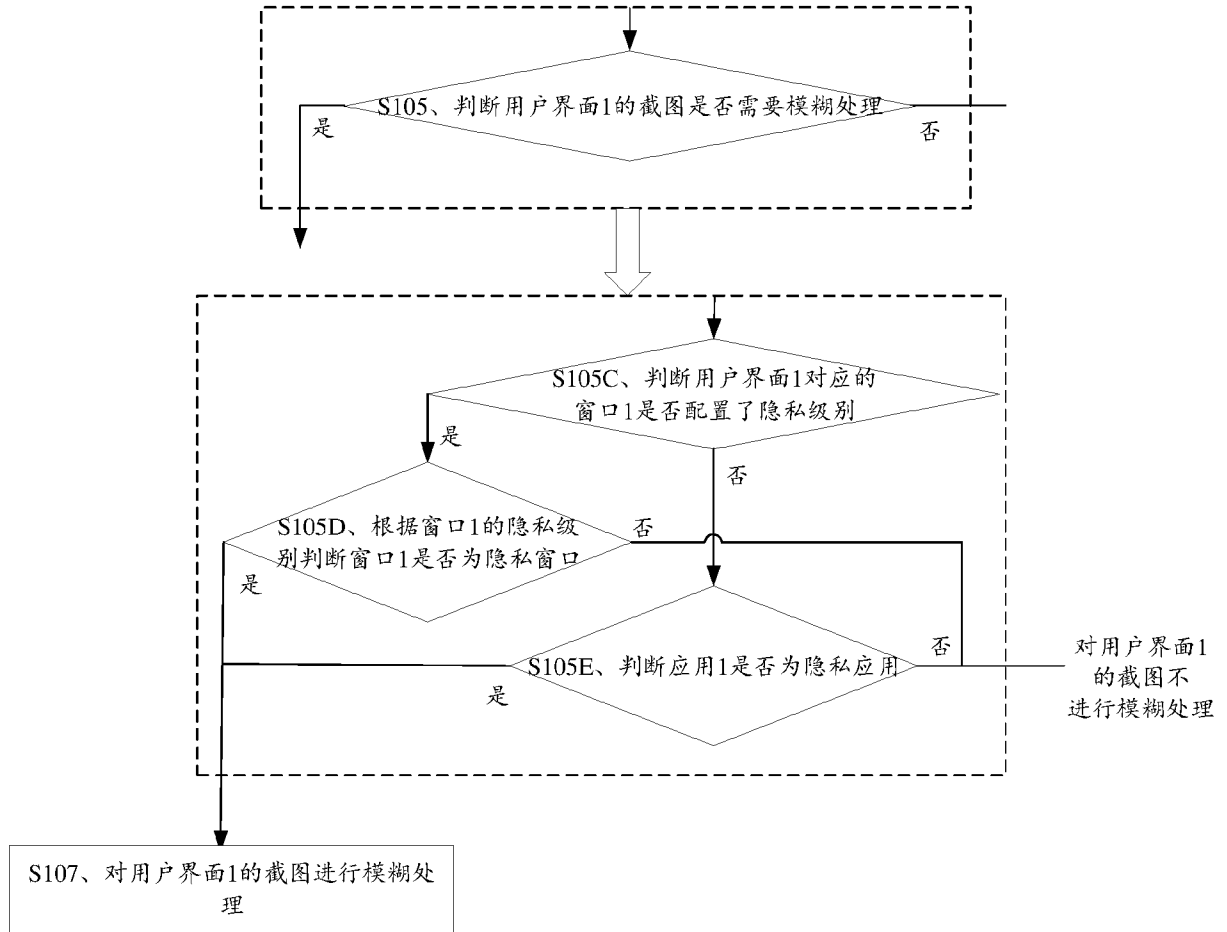 S105、判断用户界面1的截图是否需要模糊处理
是
否
S105C、判断用户界面1对应的
窗口1是否配置了隐私级别
是
否
S105D、根据窗口1的隐私级
别判断窗口1是否为隐私窗口
否
是
S105E、判断应用1是否为隐私应用
否
是
对用户界面1
的截图不
进行模糊处理
S107、对用户界面1的截图进行模糊处
理